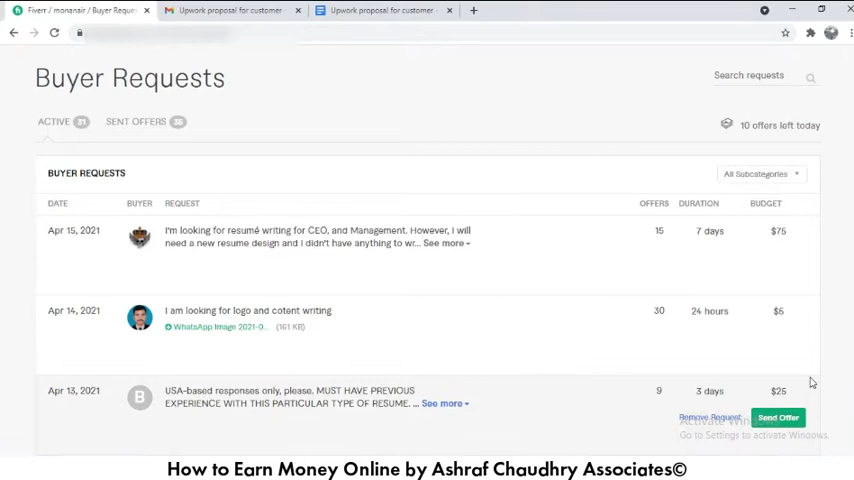 Fiverr / monanair / Buyer Reque
Upwork proposal for customer
Upwork proposal for customer
Buyer Requests
Search requests
ACTIVE 31
SENT OFFERS 35
10 offers left today
BUYER REQUESTS
All Subcategories
DATE BUYER REQUEST OFFERS DURATION BUDGET
Apr 15, 2021 I'm looking for resumé writing for CEO, and Management. However, I will 15 7 days $75
need a new resume design and I didn't have anything to wr... See more
Apr 14, 2021 I am looking for logo and cotent writing 30 24 hours $5
WhatsApp Image 2021-0... (161 KB)
Apr 13, 2021 B USA-based responses only, please. MUST HAVE PREVIOUS 9 3 days $25
EXPERIENCE WITH THIS PARTICULAR TYPE OF RESUME. ... See more
Remove Request Send Offer
Activate Windows
Go to Settings to activate Windows.
How to Earn Money Online by Ashraf Chaudhry Associates©